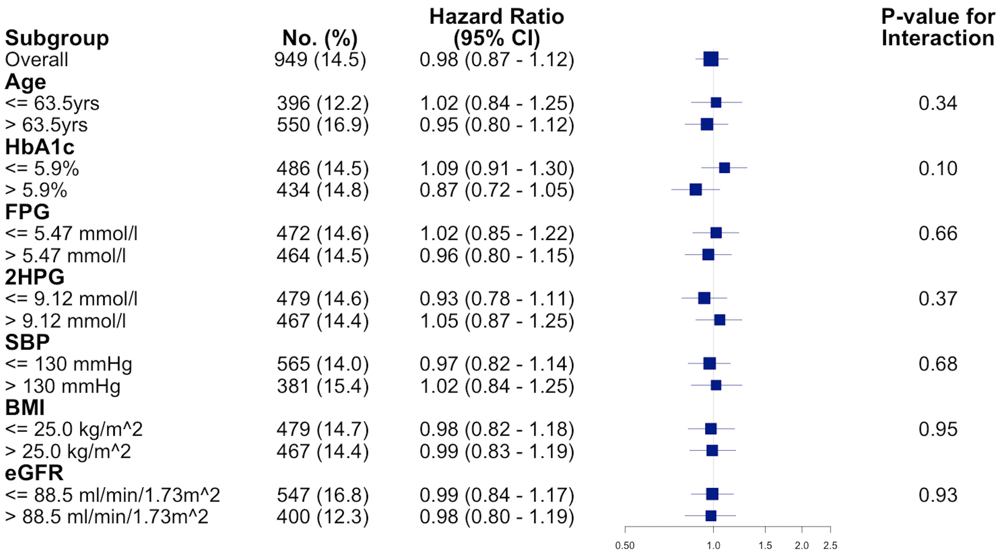 Hazard Ratio P-value for
Subgroup No. (%) (95% CI) Interaction
Overall 949 (14.5) 0.98 (0.87 - 1.12)
Age
<= 63.5yrs 396 (12.2) 1.02 (0.84 - 1.25) 0.34
> 63.5yrs 550 (16.9) 0.95 (0.80 - 1.12)
HbA1c
<= 5.9% 486 (14.5) 1.09 (0.91 - 1.30) 0.10
> 5.9% 434 (14.8) 0.87 (0.72 - 1.05)
FPG
<= 5.47 mmol/l 472 (14.6) 1.02 (0.85 - 1.22) 0.66
> 5.47 mmol/l 464 (14.5) 0.96 (0.80 - 1.15)
2HPG
<= 9.12 mmol/l 479 (14.6) 0.93 (0.78 - 1.11) 0.37
> 9.12 mmol/l 467 (14.4) 1.05 (0.87 - 1.25)
SBP
<= 130 mmHg 565 (14.0) 0.97 (0.82 - 1.14) 0.68
> 130 mmHg 381 (15.4) 1.02 (0.84 - 1.25)
BMI
<= 25.0 kg/m^2 479 (14.7) 0.98 (0.82 - 1.18) 0.95
> 25.0 kg/m^2 467 (14.4) 0.99 (0.83 - 1.19)
eGFR
<= 88.5 ml/min/1.73m^2 547 (16.8) 0.99 (0.84 - 1.17) 0.93
> 88.5 ml/min/1.73m^2 400 (12.3) 0.98 (0.80 - 1.19)
0.50 1.0 1.5 2.0 2.5